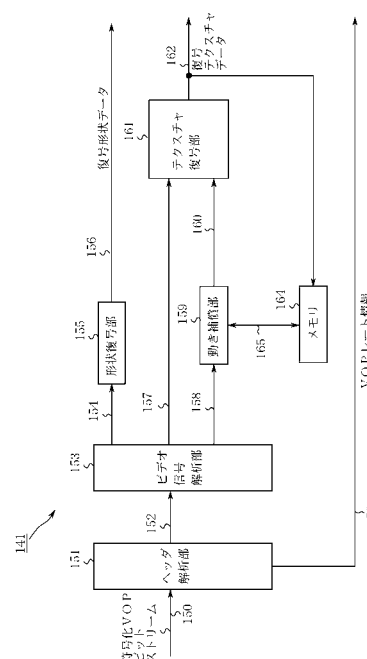 141
符号化VOP
ビット
ストリーム
150
151
ヘッダ
解析部
152
153
ビデオ
信号
解析部
154
155
形状復号部
156
復号形状データ
157
158
159
動き補償部
160
161
テクスチャ
復号部
162
復号
テクスチャ
データ
164
メモリ
165
VOPレート情報